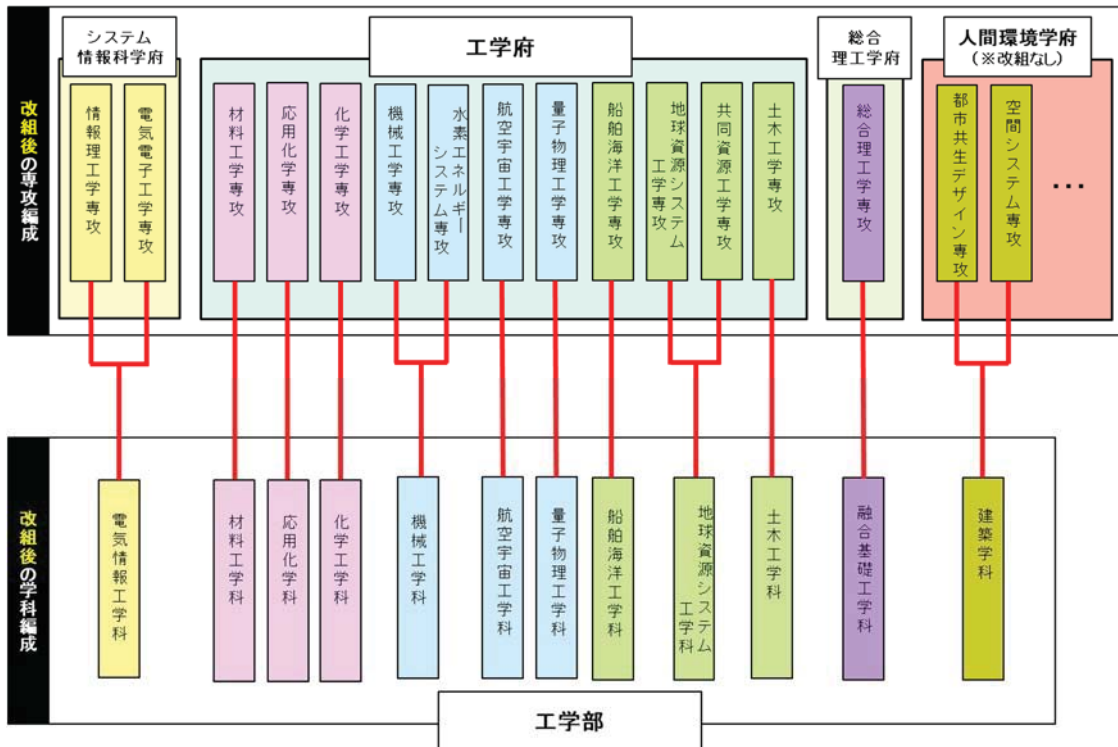 改組後の専攻編成
システム
情報科学府
情報理工学専攻
電気電子工学専攻
工学府
材料工学専攻
応用化学専攻
化学工学専攻
機械工学専攻
水素エネルギー
システム専攻
航空宇宙工学専攻
量子物理工学専攻
船舶海洋工学専攻
地球資源システム
工学専攻
共同資源工学専攻
土木工学専攻
総合
理工学府
総合理工学専攻
人間環境学府
(※改組なし)
都市共生デザイン専攻
空間システム専攻
…
改組後の学科編成
電気情報工学科
材料工学科
応用化学科
化学工学科
機械工学科
航空宇宙工学科
量子物理工学科
船舶海洋工学科
地球資源システム
工学科
土木工学科
融合基礎工学科
建築学科
工学部